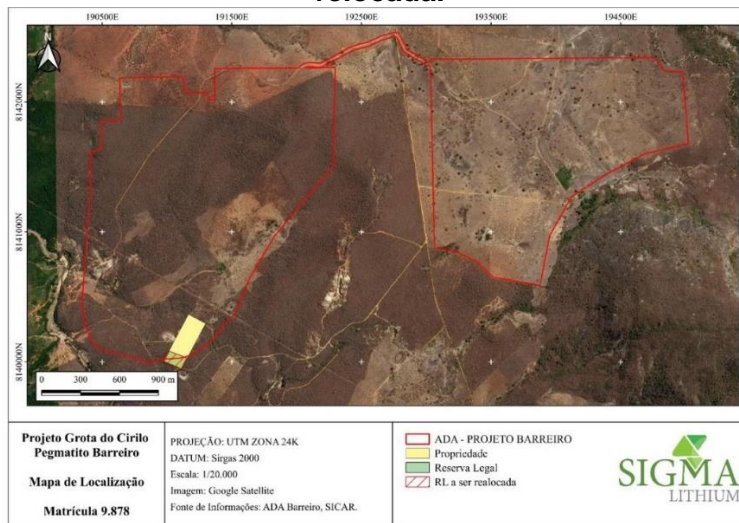 relocada.
190500E 191500E 192500E 193500E 194500E
8142000N
8141000N
8140000N
0 300 600 900 m
Projeto Grota do Cirilo
Pegmatito Barreiro
Mapa de Localização
Matrícula 9.878
PROJEÇÃO: UTM ZONA 24K
DATUM: Sirgas 2000
Escala: 1/20.000
Imagem: Google Satellite
Fonte de Informações: ADA Barreiro, SICAR.
ADA - PROJETO BARREIRO
Propriedade
Reserva Legal
RL a ser realocada
SIGMA
LITHIUM